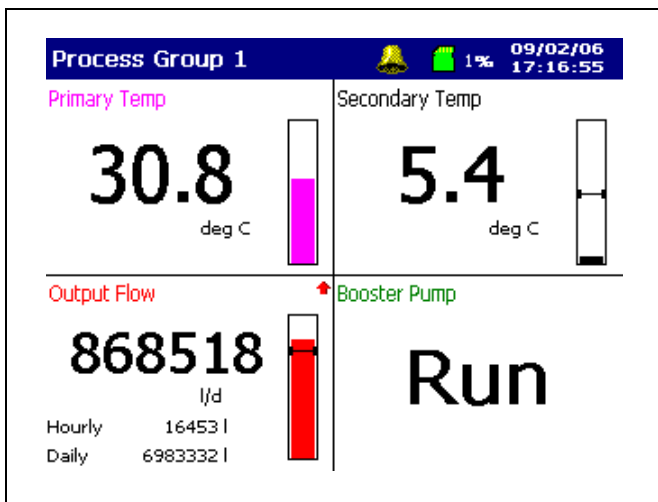 Process Group 1
1%
09/02/06
17:16:55
Primary Temp
30.8
deg C
Secondary Temp
5.4
deg C
Output Flow
868518
l/d
Hourly 16453 l
Daily 6983332 l
Booster Pump
Run